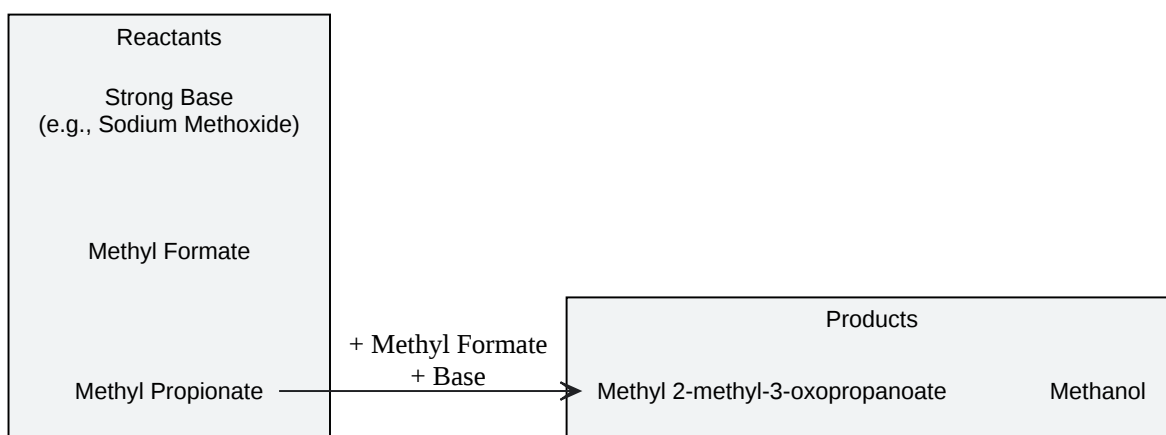 Reactants
Strong Base
(e.g., Sodium Methoxide)
Methyl Formate
Methyl Propionate
+ Methyl Formate
+ Base
Products
Methyl 2-methyl-3-oxopropanoate
Methanol